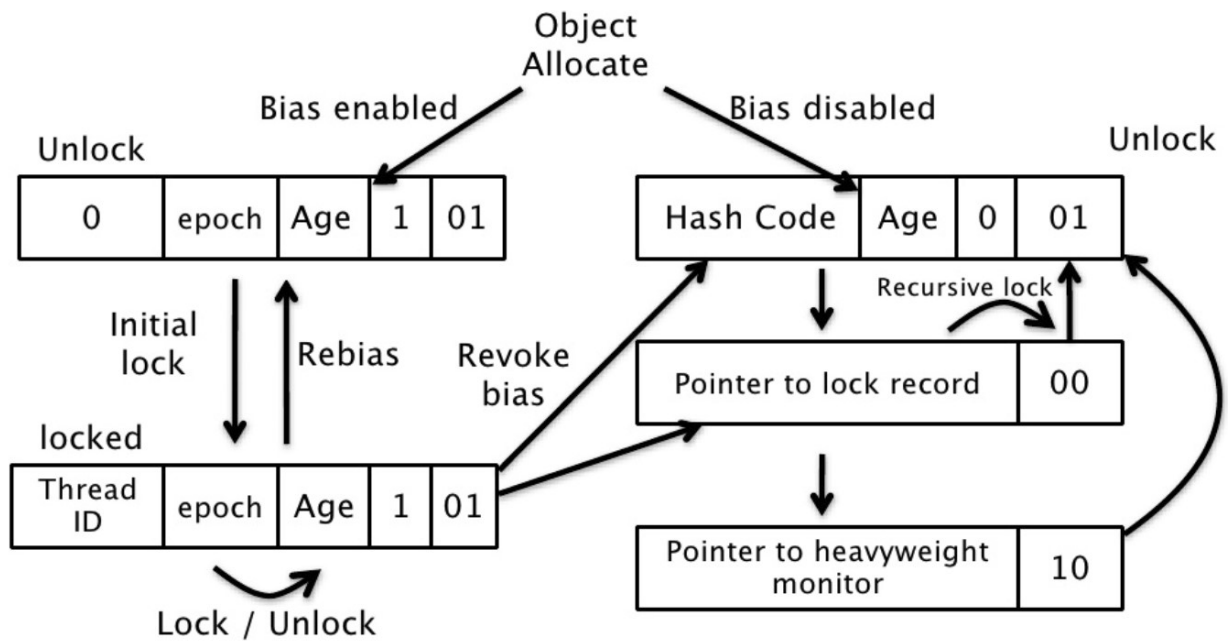 Object
Allocate
Bias enabled
Bias disabled
Unlock
Unlock
0 epoch Age 1 01
Hash Code Age 0 01
Recursive lock
Initial
lock
Rebias
Revoke
bias
Pointer to lock record 00
locked
Thread
ID
epoch Age 1 01
Pointer to heavyweight
monitor
10
Lock / Unlock